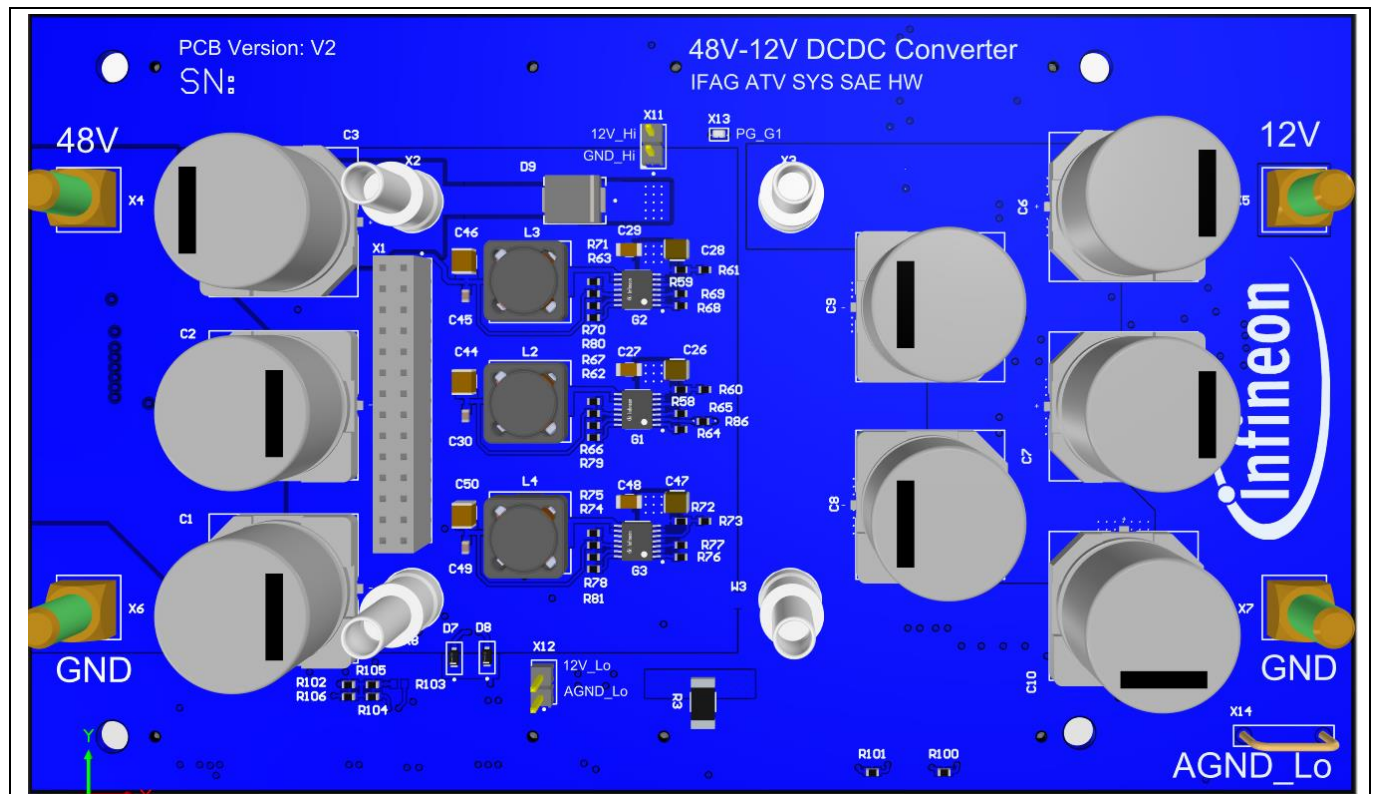 PCB Version: V2
48V-12V DCDC Converter
SN:
IFAG ATV SYS SAE HW
X11
X13
48V
C3
12V_Hi
PG_G1
12V
GND_Hi
X2
X3
D9
X4
C6
X5
C46
L3
C29
C28
X1
R71
R63
R61
R59
R69
R68
C45
G2
R70
R80
C9
C2
C44
L2
R67
R62
C27
C26
R60
R58
R65
R86
R64
C30
G1
R66
R79
C7
infineon
C50
L4
R75
R74
C48
C47
R72
R73
R77
R76
C8
C1
C49
G3
R78
R81
W3
X6
X7
D7
D8
X12
12V_Lo
AGND_Lo
GND
GND
R105
R102
R103
R106
R104
R3
C10
X14
AGND_Lo
R101
R100
Y